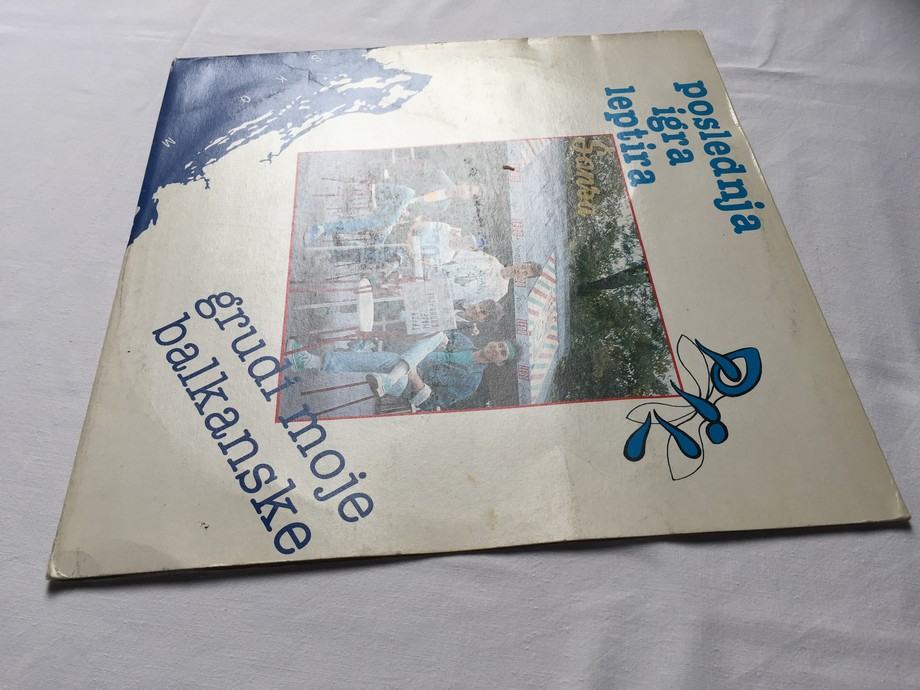 poslednja
igra
leptira
grudi moje
balkanske